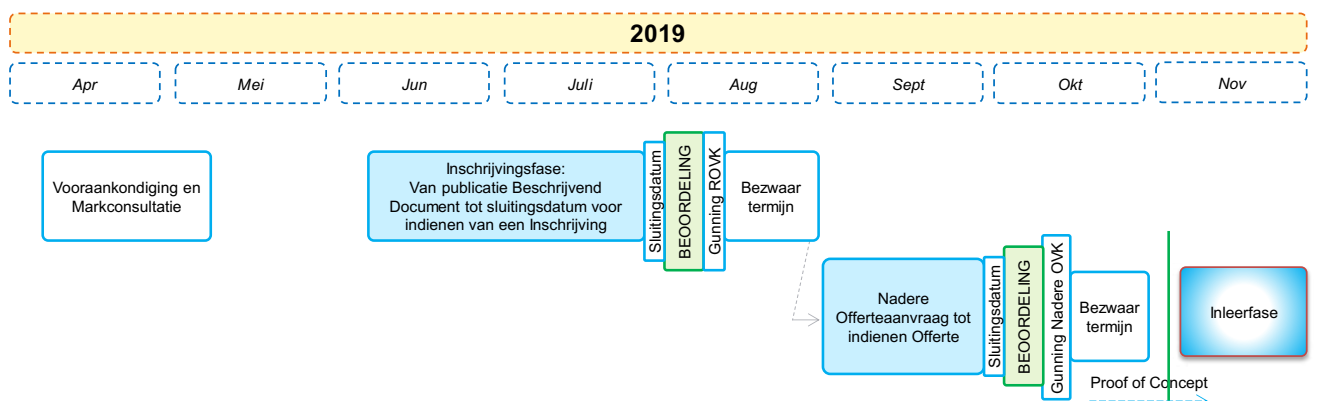 2019
Apr
Mei
Jun
Juli
Aug
Sept
Okt
Nov
Vooraankondiging en
Markconsultatie
Inschrijvingsfase:
Van publicatie Beschrijvend
Document tot sluitingsdatum voor
indienen van een Inschrijving
Sluitingsdatum
BEOORDELING
Gunning ROVK
Bezwaar
termijn
Nadere
Offerteaanvraag tot
indienen Offerte
Sluitingsdatum
BEOORDELING
Gunning Nadere OVK
Bezwaar
termijn
Inleerfase
Proof of Concept